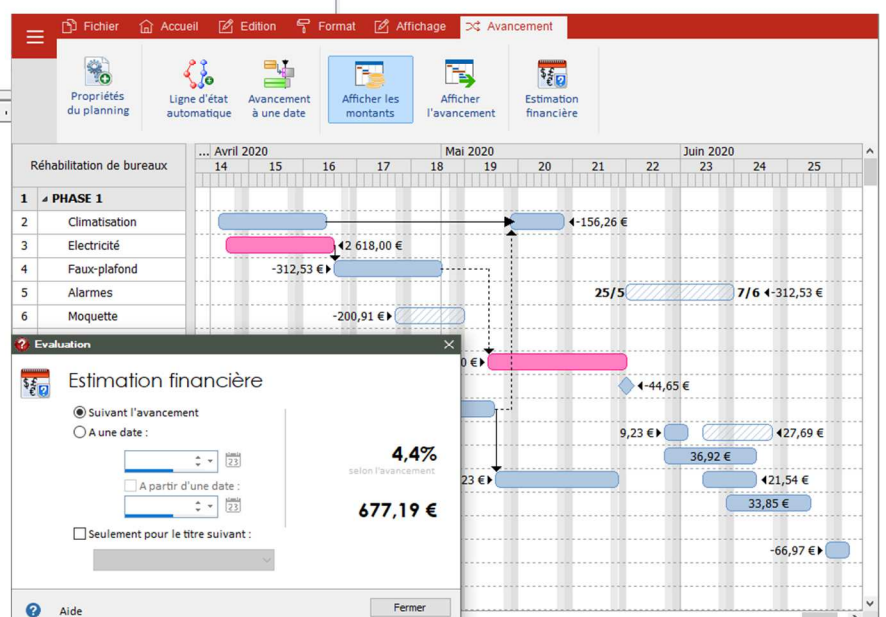 Fichier Accueil Edition Format Affichage Avancement
Propriétés du planning
Ligne d'état automatique
Avancement à une date
Afficher les montants
Afficher l'avancement
Estimation financière
Réhabilitation de bureaux
... Avril 2020 Mai 2020 Juin 2020
14 15 16 17 18 19 20 21 22 23 24 25
1 PHASE 1
2 Climatisation -156,26 €
3 Electricité 2 618,00 €
4 Faux-plafond -312,53 €
5 Alarmes 25/5 7/6 -312,53 €
6 Moquette -200,91 €
0 €
-44,65 €
9,23 € 27,69 €
36,92 €
23 € 21,54 €
33,85 €
-66,97 €
Evaluation
Estimation financière
Suivant l'avancement
A une date :
23
A partir d'une date :
23
Seulement pour le titre suivant :
4,4%
selon l'avancement
677,19 €
Aide
Fermer